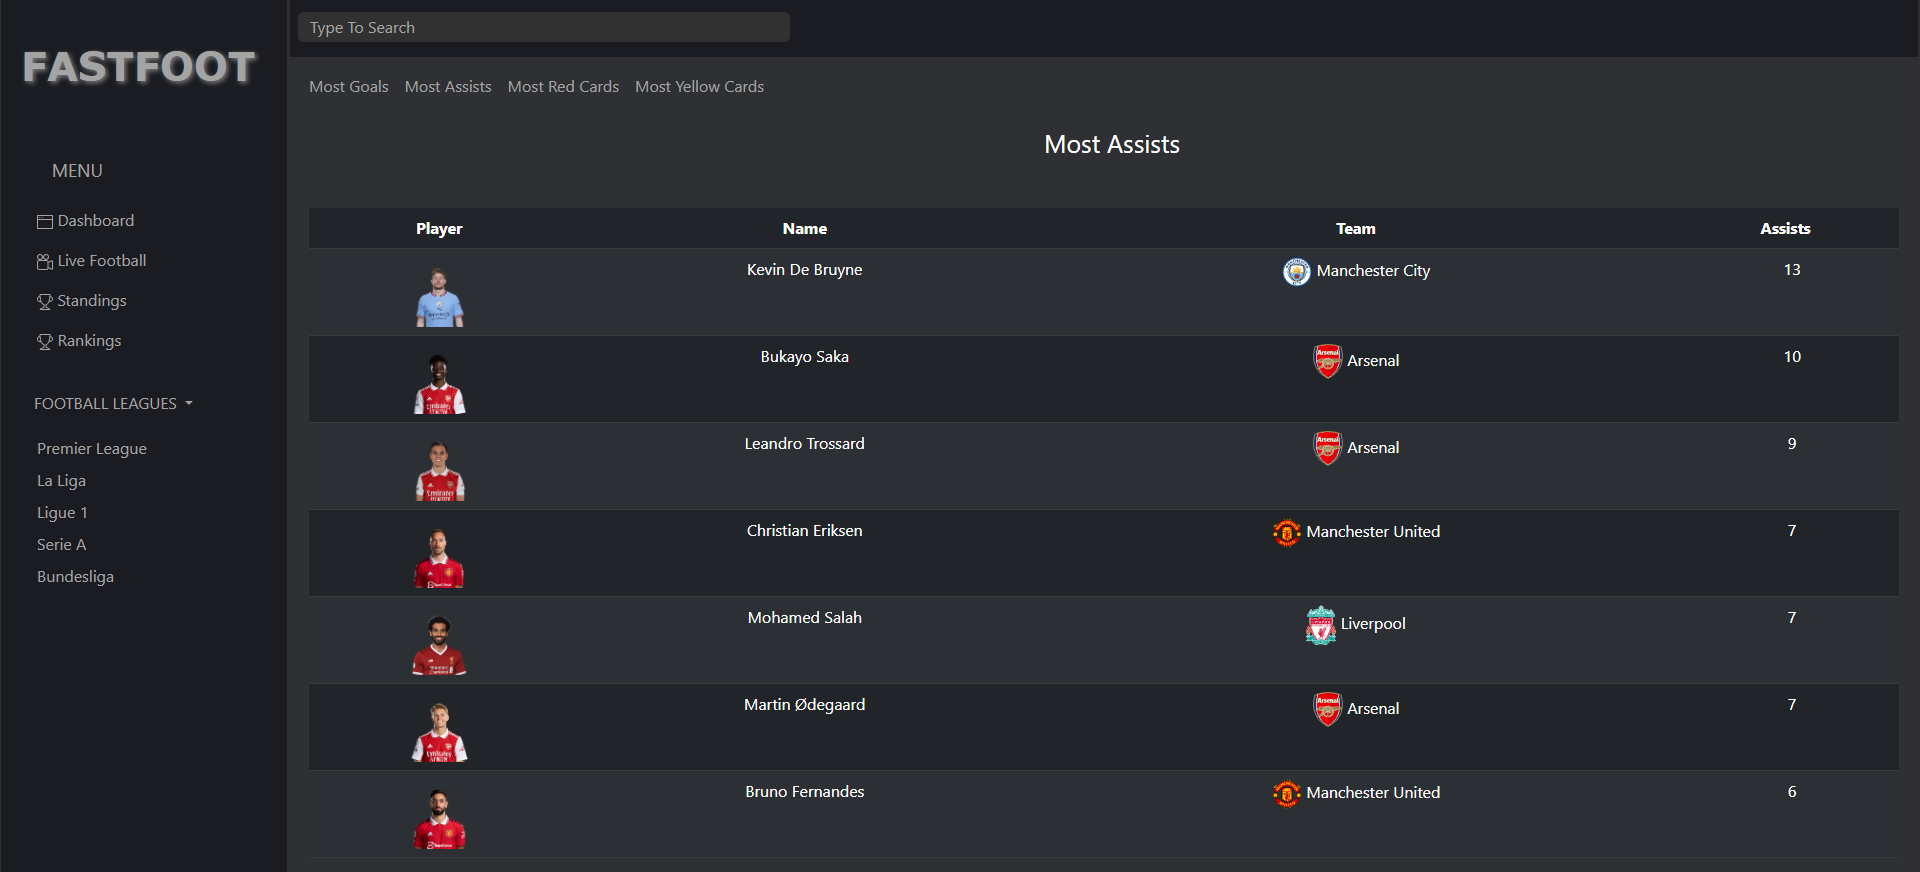 FASTFOOT
MENU
Dashboard
Live Football
Standings
Rankings
FOOTBALL LEAGUES
Premier League
La Liga
Ligue 1
Serie A
Bundesliga
Type To Search
Most Goals Most Assists Most Red Cards Most Yellow Cards
Most Assists
Player Name Team Assists
Kevin De Bruyne Manchester City 13
Bukayo Saka Arsenal 10
Leandro Trossard Arsenal 9
Christian Eriksen Manchester United 7
Mohamed Salah Liverpool 7
Martin Ødegaard Arsenal 7
Bruno Fernandes Manchester United 6